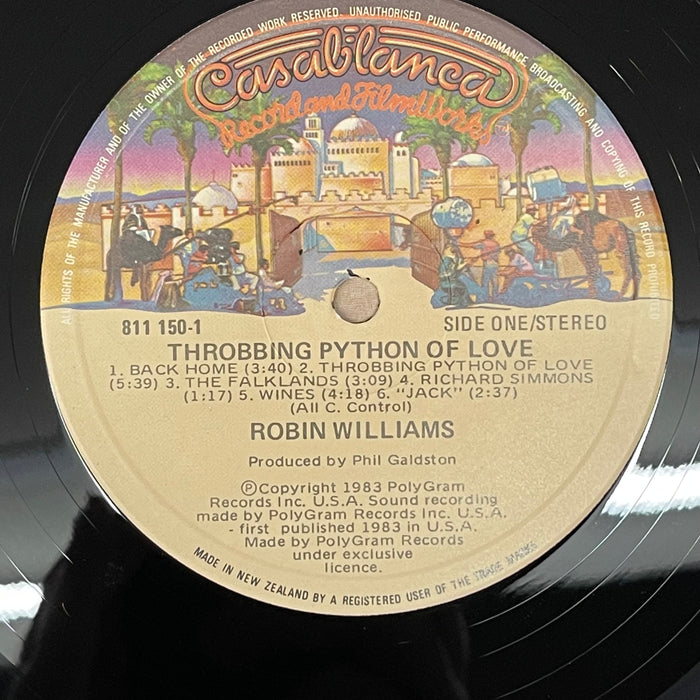 ALL RIGHTS OF THE MANUFACTURER AND OF THE OWNER OF THE RECORDED WORK RESERVED. UNAUTHORISED PUBLIC PERFORMANCE BROADCASTING AND COPYING OF THIS RECORD PROHIBITED
Casablanca
Record and FilmWorks
811 150-1
SIDE ONE/STEREO
THROBBING PYTHON OF LOVE
1. BACK HOME (3:40) 2. THROBBING PYTHON OF LOVE
(5:39) 3. THE FALKLANDS (3:09) 4. RICHARD SIMMONS
(1:17) 5. WINES (4:18) 6. "JACK" (2:37)
(All C. Control)
ROBIN WILLIAMS
Produced by Phil Galdston
ⓅCopyright 1983 PolyGram
Records Inc. U.S.A. Sound recording
made by PolyGram Records Inc. U.S.A.
- first published 1983 in U.S.A.
Made by PolyGram Records
under exclusive
licence.
MADE IN NEW ZEALAND BY A REGISTERED USER OF THE TRADE MARKS